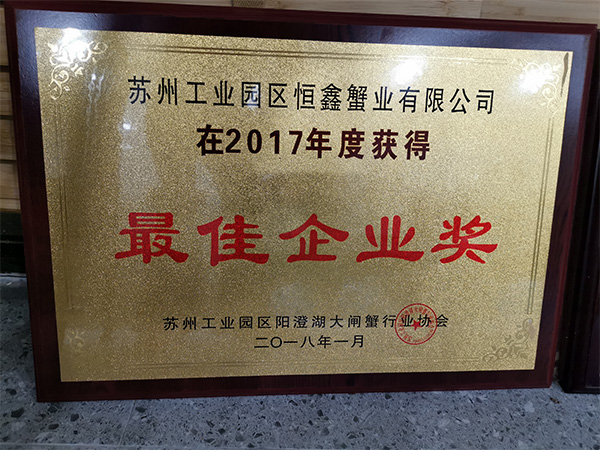 苏州工业园区恒鑫蟹业有限公司
在2017年度获得
最佳企业奖
苏州工业园区阳澄湖大闸蟹行业协会
二〇一八年一月